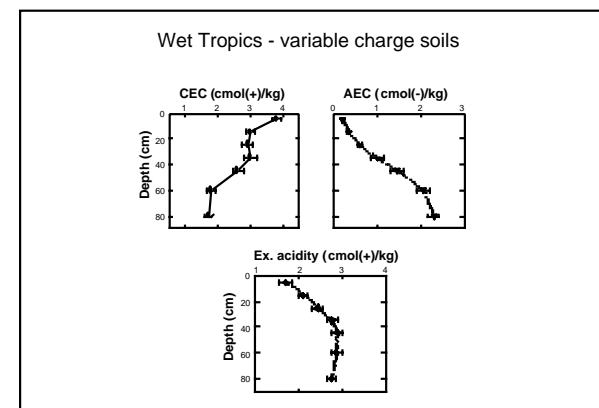 Wet Tropics - variable charge soils
CEC (cmol(+)/kg)
1 2 3 4
0
20
40
60
80
Depth (cm)
AEC (cmol(-)/kg)
0 1 2 3
Ex. acidity (cmol(+)/kg)
1 2 3 4
0
20
40
60
80
Depth (cm)